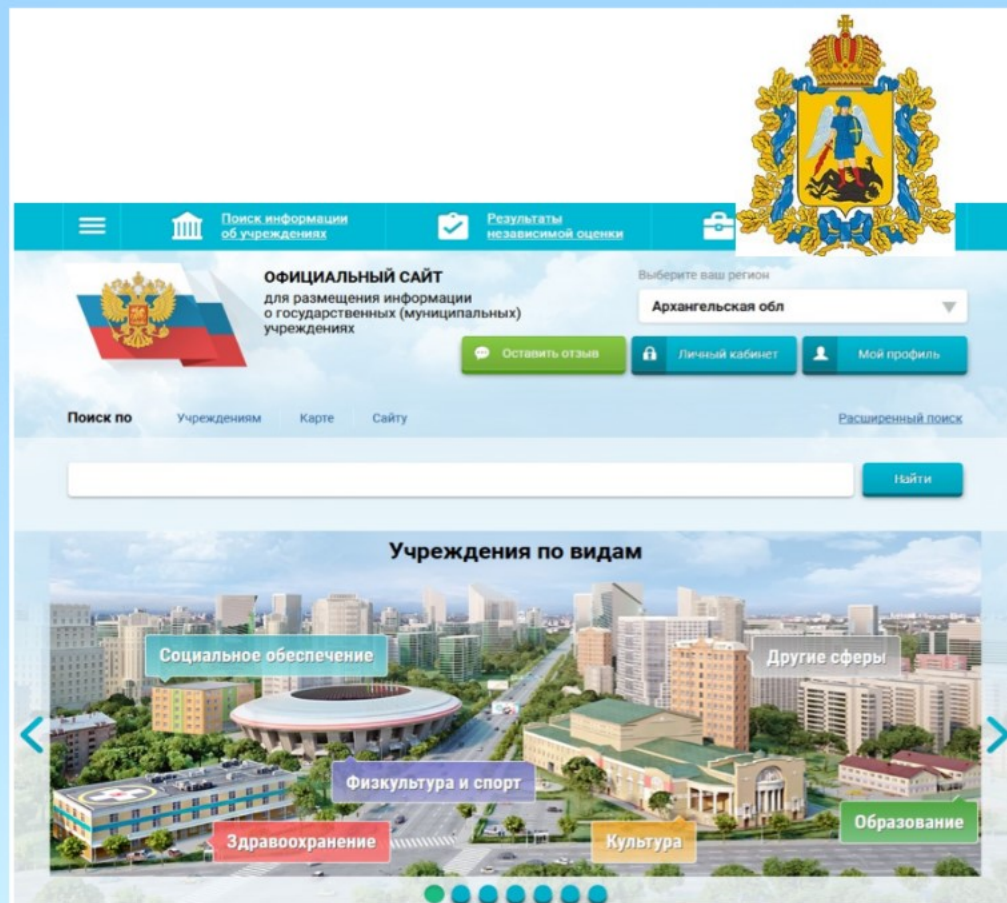 Поиск информации
об учреждениях
Результаты
независимой оценки
ОФИЦИАЛЬНЫЙ САЙТ
для размещения информации
о государственных (муниципальных)
учреждениях
Выберите ваш регион
Архангельская обл
Оставить отзыв
Личный кабинет
Мой профиль
Поиск по
Учреждениям
Карте
Сайту
Расширенный поиск
Найти
Учреждения по видам
Социальное обеспечение
Другие сферы
Физкультура и спорт
Образование
Здравоохранение
Культура